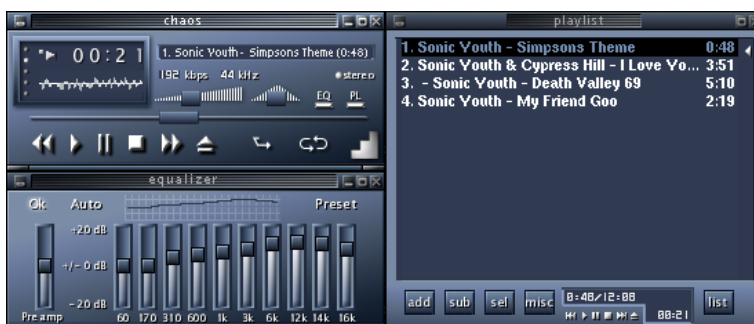 chaos
00:21
1. Sonic Youth - Simpsons Theme (0:48)
192 kbps 44 kHz stereo
EQ PL
equalizer
Ok Auto Preset
+20 dB
+/- 0 dB
-20 dB
Preamp 60 170 310 600 1k 3k 6k 12k 14k 16k
playlist
1. Sonic Youth - Simpsons Theme 0:48
2. Sonic Youth & Cypress Hill - I Love Yo... 3:51
3. - Sonic Youth - Death Valley 69 5:10
4. Sonic Youth - My Friend Goo 2:19
add sub sel misc 0:48/12:08 list
00:21